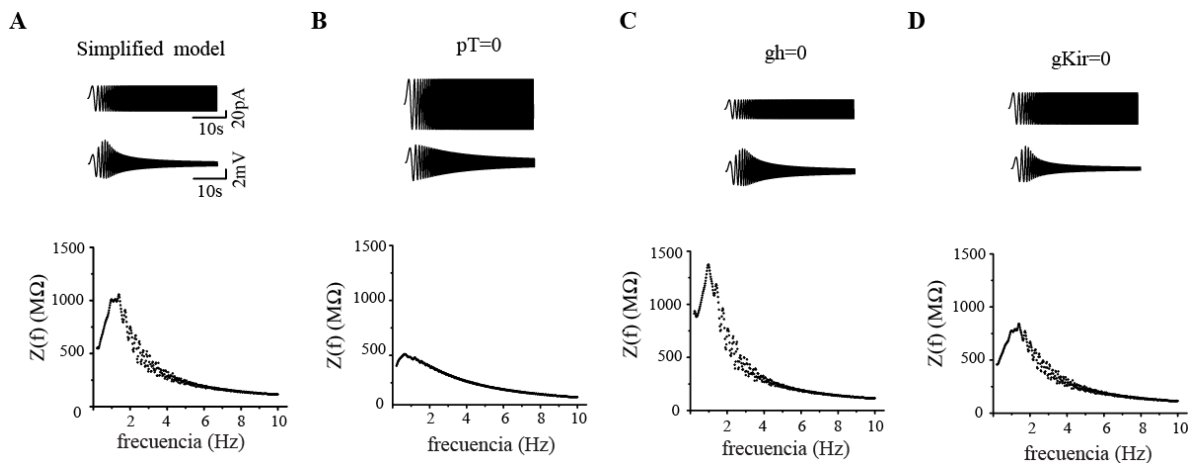 A
Simplified model
20pA
10s
2mV
10s
1500
1000
500
0
Z(f) (MΩ)
2 4 6 8 10
frecuencia (Hz)
B
pT=0
1500
1000
500
0
Z(f) (MΩ)
2 4 6 8 10
frecuencia (Hz)
C
gh=0
1500
1000
500
0
Z(f) (MΩ)
2 4 6 8 10
frecuencia (Hz)
D
gKir=0
1500
1000
500
0
Z(f) (MΩ)
2 4 6 8 10
frecuencia (Hz)